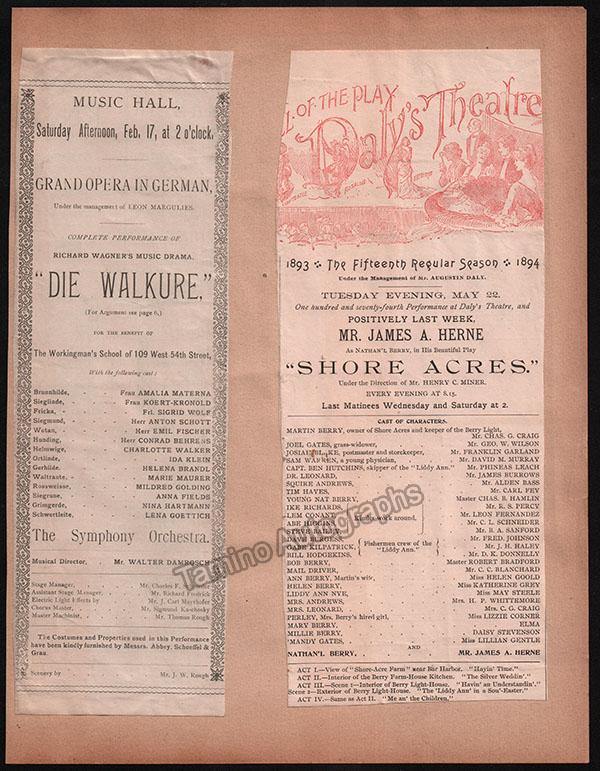 MUSIC HALL,
Saturday Afternoon, Feb. 17, at 2 o'clock,
GRAND OPERA IN GERMAN,
Under the management of LEON MARGULIES.
COMPLETE PERFORMANCE OF
RICHARD WAGNER'S MUSIC DRAMA,
"DIE WALKURE,"
(For Argument see page 6,)
FOR THE BENEFIT OF
The Workingman's School of 109 West 54th Street,
With the following cast:
Brunnhilde, Frau AMALIA MATERNA
Sieglinde, Frau KOERT-KRONOLD
Fricka, Frl. SIGRID WOLF
Siegmund, Herr ANTON SCHOTT
Wotan, Herr EMIL FISCHER
Hunding, Herr CONRAD BEHRENS
Helmwige, CHARLOTTE WALKER
Ortlinde, IDA KLEIN
Gerhilde, HELENA BRANDL
Waltraute, MARIE MAURER
Rossweisse, MILDRED GOLDING
Siegrune, ANNA FIELDS
Grimgerde, NINA HARTMANN
Schwertleite, LENA GOETTICH
The Symphony Orchestra.
Musical Director, Mr. WALTER DAMROSCH
Stage Manager, Mr. Charles F.
Assistant Stage Manager, Mr. Richard Fredrick
Electric Light Effects by Mr. J. Carl Mayrhofer
Chorus Master, Mr. Sigmund
Master Machinist, Mr. Thomas Rough
The Costumes and Properties used in this Performance
have been kindly furnished by Messrs. Abbey, Schoeffel &
Grau.
Scenery by Mr. J. W. Rough
OF THE PLAY
Daly's Theatre
1893 The Fifteenth Regular Season 1894
Under the Management of Mr. AUGUSTIN DALY.
TUESDAY EVENING, MAY 22.
One hundred and seventy-fourth Performance at Daly's Theatre, and
POSITIVELY LAST WEEK,
MR. JAMES A. HERNE
As NATHAN'L BERRY, in His Beautiful Play
"SHORE ACRES."
Under the Direction of Mr. HENRY C. MINER.
EVERY EVENING AT 8.15.
Last Matinees Wednesday and Saturday at 2.
CAST OF CHARACTERS.
MARTIN BERRY, owner of Shore Acres and keeper of the Berry Light,
Mr. CHAS. G. CRAIG
JOEL GATES, grass-widower, Mr. GEO. W. WILSON
JOSIAH BLAKE, postmaster and storekeeper, Mr. FRANKLIN GARLAND
SAM WARREN, a young physician, Mr. DAVID M. MURRAY
CAPT. BEN HUTCHINS, skipper of the "Liddy Ann." Mr. PHINEAS LEACH
DR. LEONARD, Mr. JAMES BURROWS
SQUIRE ANDREWS, Mr. ALDEN BASS
TIM HAYES, Mr. CARL FEY
YOUNG NAT BERRY, Master CHAS. B. HAMLIN
IKE RICHARDS, Mr. R. S. PERCY
LEM CONANT, Mr. LEON FERNANDEZ
ABE HIGGINS, work around, Mr. C. L. SCHNEIDER
STEVE BAILEY, Mr. B. A. SANFORD
DAVE BURGESS, Mr. FRED. JOHNSON
GABE KILPATRICK, Fishermen crew of the Mr. J. H. HALEY
BILL HODGEKINS, "Liddy Ann." Mr. D. K. DONNELLY
BOB BERRY, Master ROBERT BRADFORD
MAIL DRIVER, Mr. C. C. BLANCHARD
ANN BERRY, Martin's wife, Miss HELEN GOOLD
HELEN BERRY, Miss KATHERINE GREY
LIDDY ANN NYE, Miss MAY STEELE
MRS. ANDREWS, Mrs. H. P. WHITTEMORE
MRS. LEONARD, Mrs. C. G. CRAIG
PERLEY, Mrs. Berry's hired girl, Miss LIZZIE CORNER
MARY BERRY, ELMA
MILLIE BERRY, DAISY STEVENSON
'MANDY GATES, Miss LILLIAN GENTLE
AND
NATHAN'L BERRY, MR. JAMES A. HERNE
ACT I.—View of "Shore-Acre Farm" near Bar Harbor. "Hayin' Time."
ACT II.—Interior of the Berry Farm-House Kitchen. "The Silver Weddin'."
ACT III.—Scene 1—Interior of Berry Light-House. "Havin' an Understandin'."
Scene 2—Exterior of Berry Light-House. "The 'Liddy Ann' in a Sou'-Easter."
ACT IV.—Same as Act II. "Me an' the Children."
Tamino Autographs